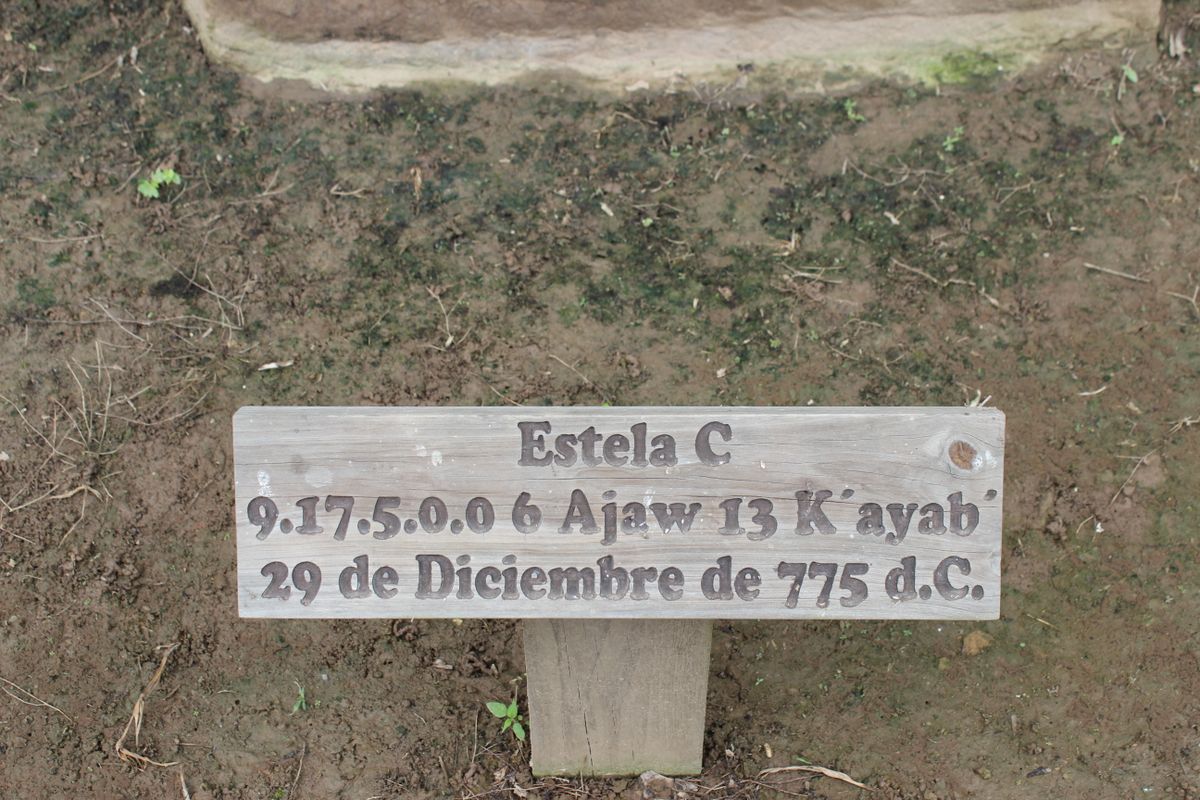 Estela C
9.17.5.0.0 6 Ajaw 13 K´ayab´
29 de Diciembre de 775 d.C.